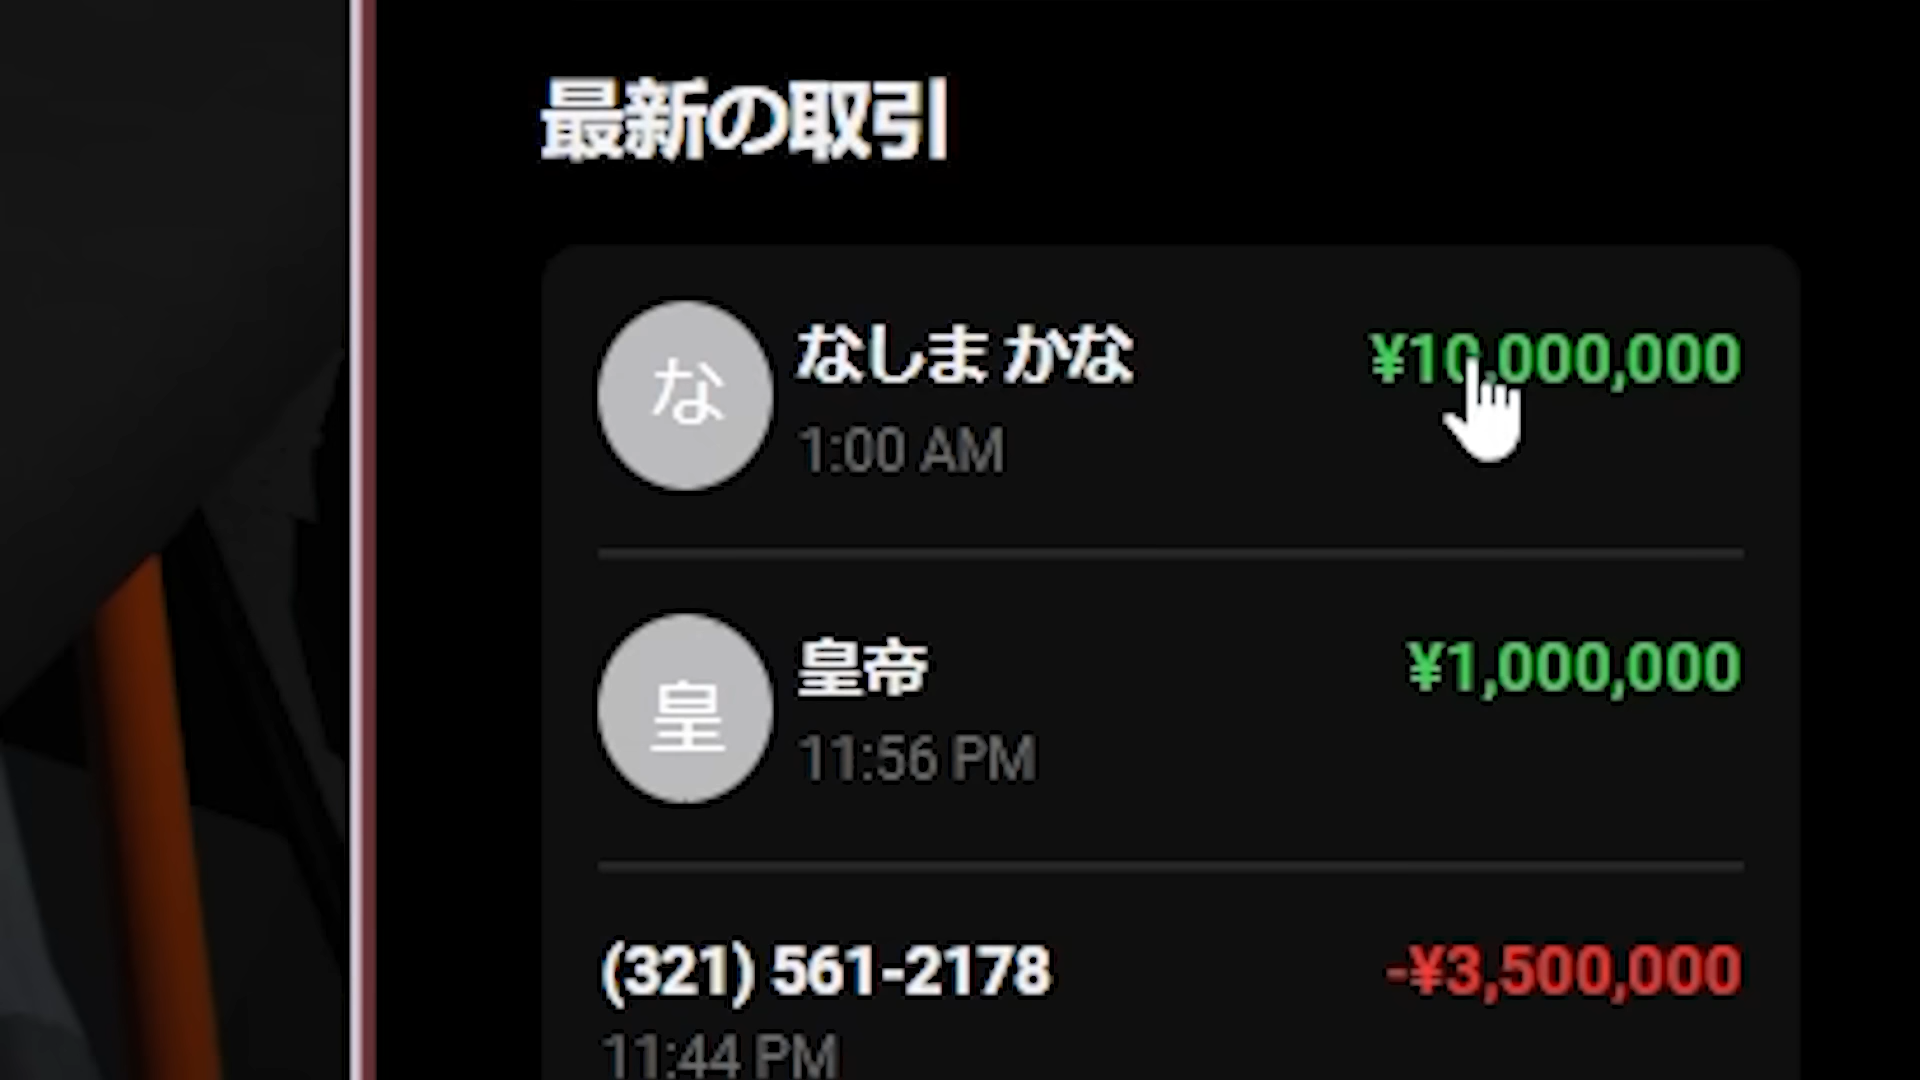 最新の取引
な
なしま かな
¥10,000,000
1:00 AM
皇
皇帝
¥1,000,000
11:56 PM
(321) 561-2178
-¥3,500,000
11:44 PM